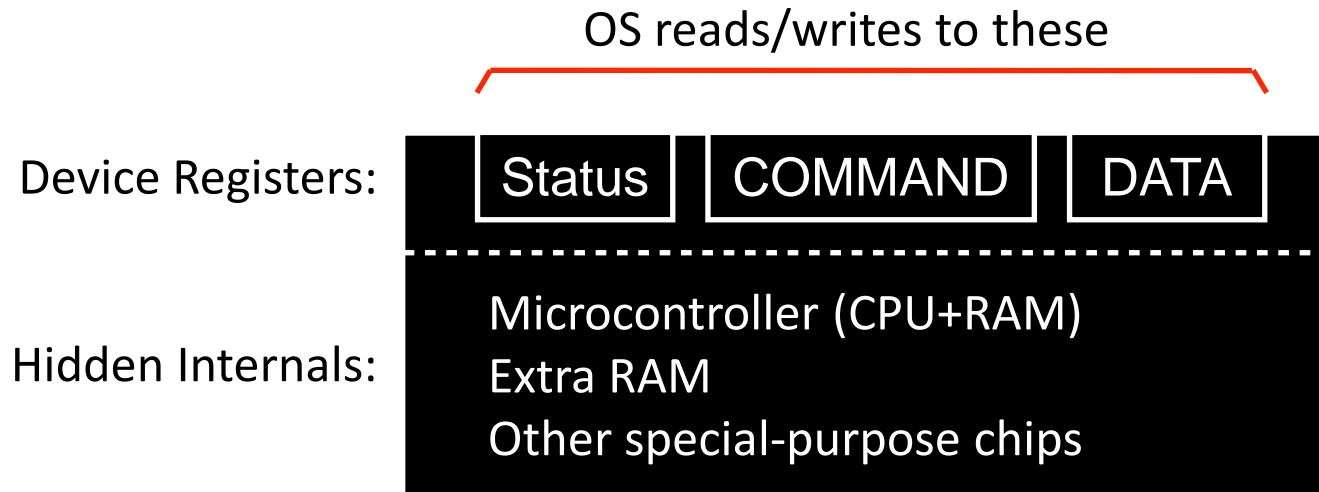 OS reads/writes to these
Device Registers: Status COMMAND DATA
Hidden Internals:
Microcontroller (CPU+RAM)
Extra RAM
Other special-purpose chips